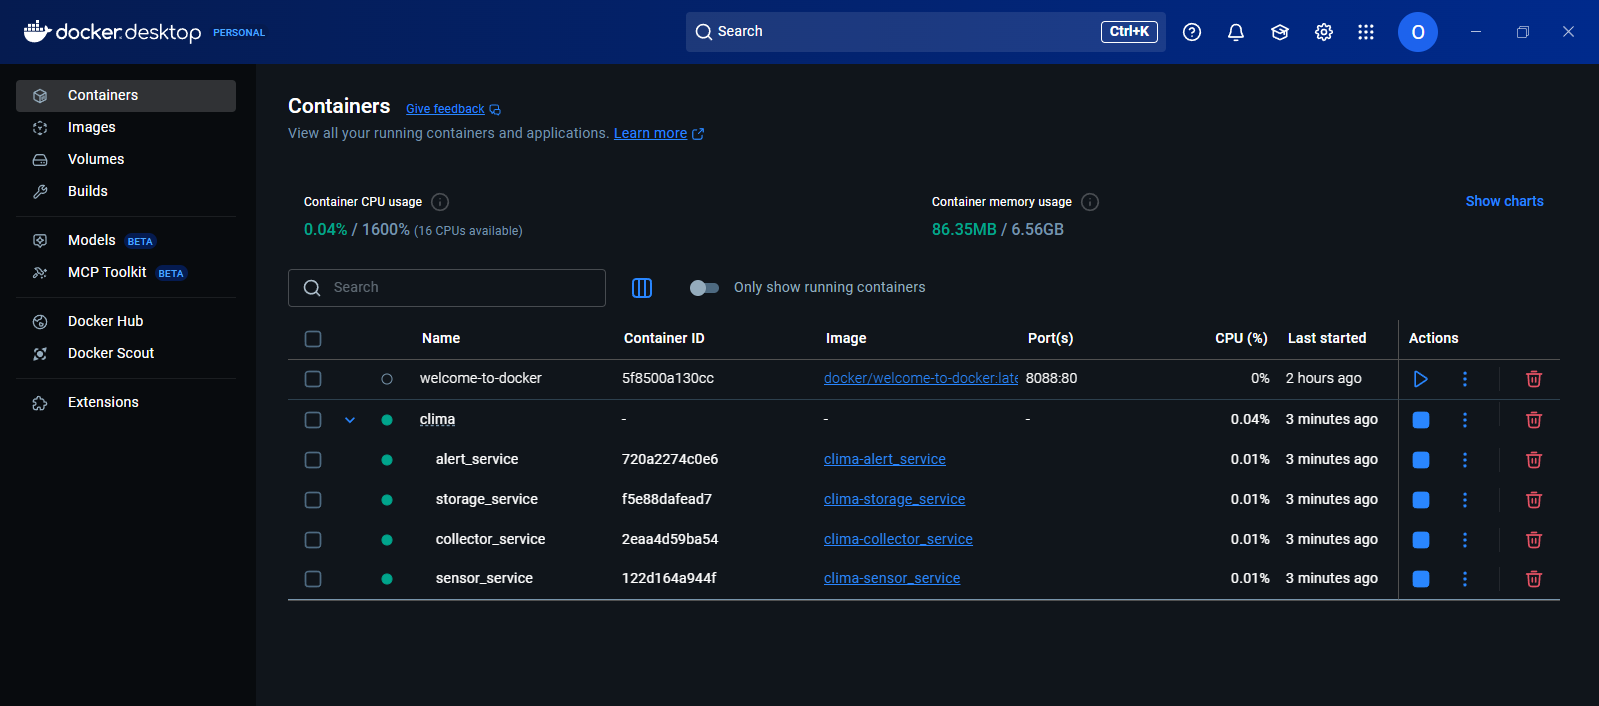 docker.desktop PERSONAL
Search Ctrl+K
O
Containers
Images
Volumes
Builds
Models BETA
MCP Toolkit BETA
Docker Hub
Docker Scout
Extensions
Containers Give feedback
View all your running containers and applications. Learn more
Container CPU usage
0.04% / 1600% (16 CPUs available)
Container memory usage
86.35MB / 6.56GB
Show charts
Search
Only show running containers
Name Container ID Image Port(s) CPU (%) Last started Actions
welcome-to-docker 5f8500a130cc docker/welcome-to-docker:late 8088:80 0% 2 hours ago
clima - - - 0.04% 3 minutes ago
alert_service 720a2274c0e6 clima-alert_service 0.01% 3 minutes ago
storage_service f5e88dafead7 clima-storage_service 0.01% 3 minutes ago
collector_service 2eaa4d59ba54 clima-collector_service 0.01% 3 minutes ago
sensor_service 122d164a944f clima-sensor_service 0.01% 3 minutes ago